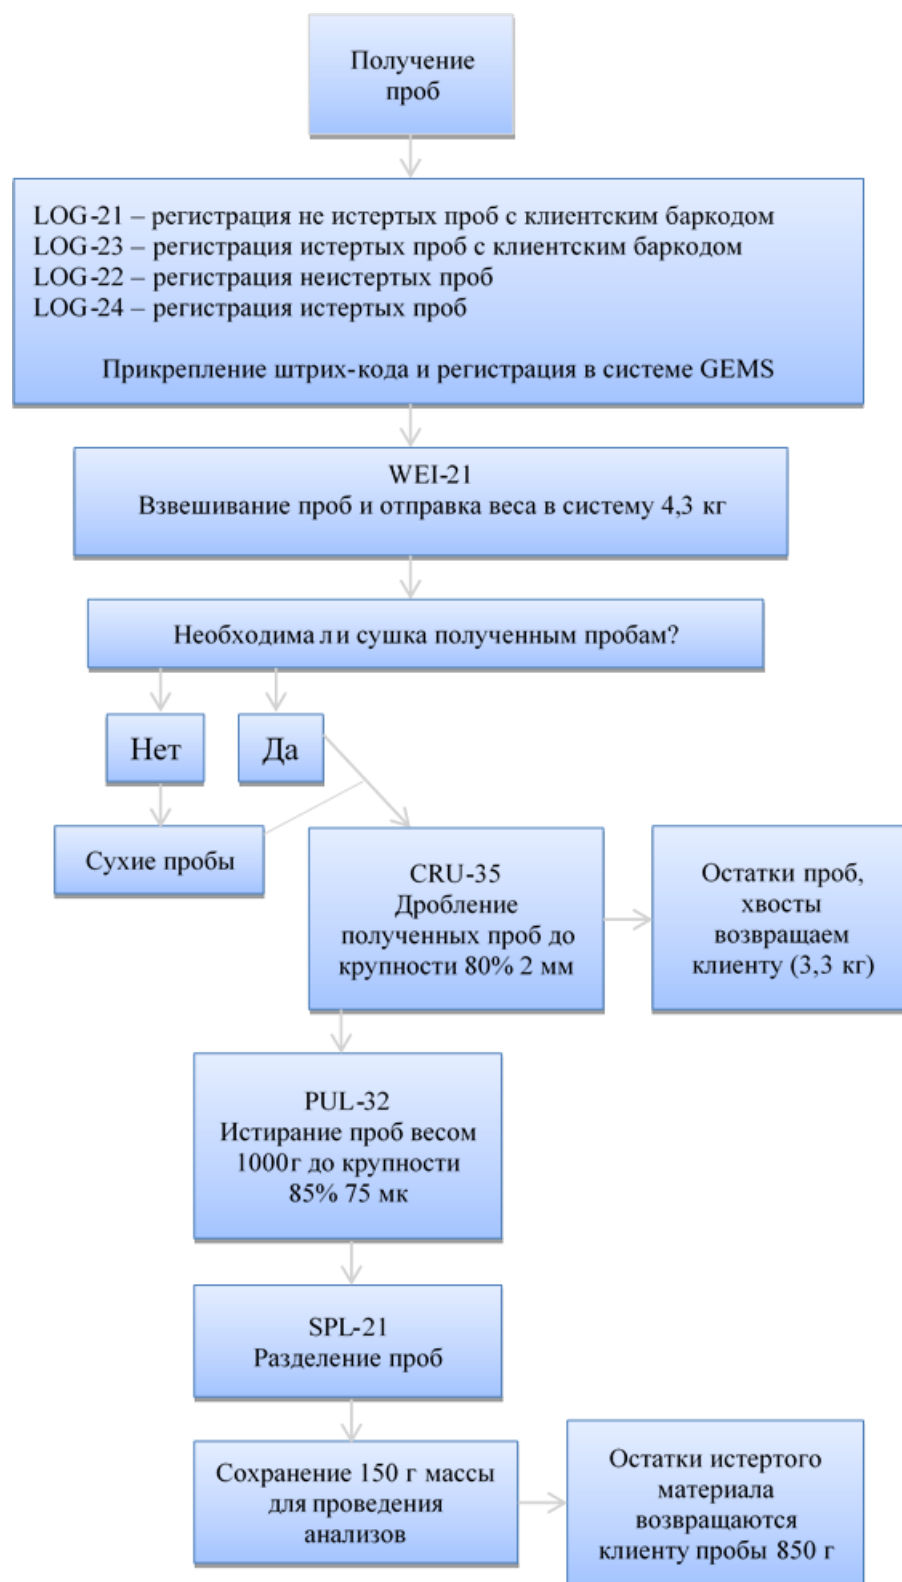 Получение
проб
LOG-21 – регистрация не истертых проб с клиентским баркодом
LOG-23 – регистрация истертых проб с клиентским баркодом
LOG-22 – регистрация неистертых проб
LOG-24 – регистрация истертых проб
Прикрепление штрих-кода и регистрация в системе GEMS
WEI-21
Взвешивание проб и отправка веса в систему 4,3 кг
Необходима ли сушка полученным пробам?
Нет
Да
Сухие пробы
CRU-35
Дробление
полученных проб до
крупности 80% 2 мм
Остатки проб,
хвосты
возвращаем
клиенту (3,3 кг)
PUL-32
Истирание проб весом
1000г до крупности
85% 75 мк
SPL-21
Разделение проб
Сохранение 150 г массы
для проведения
анализов
Остатки истертого
материала
возвращаются
клиенту пробы 850 г